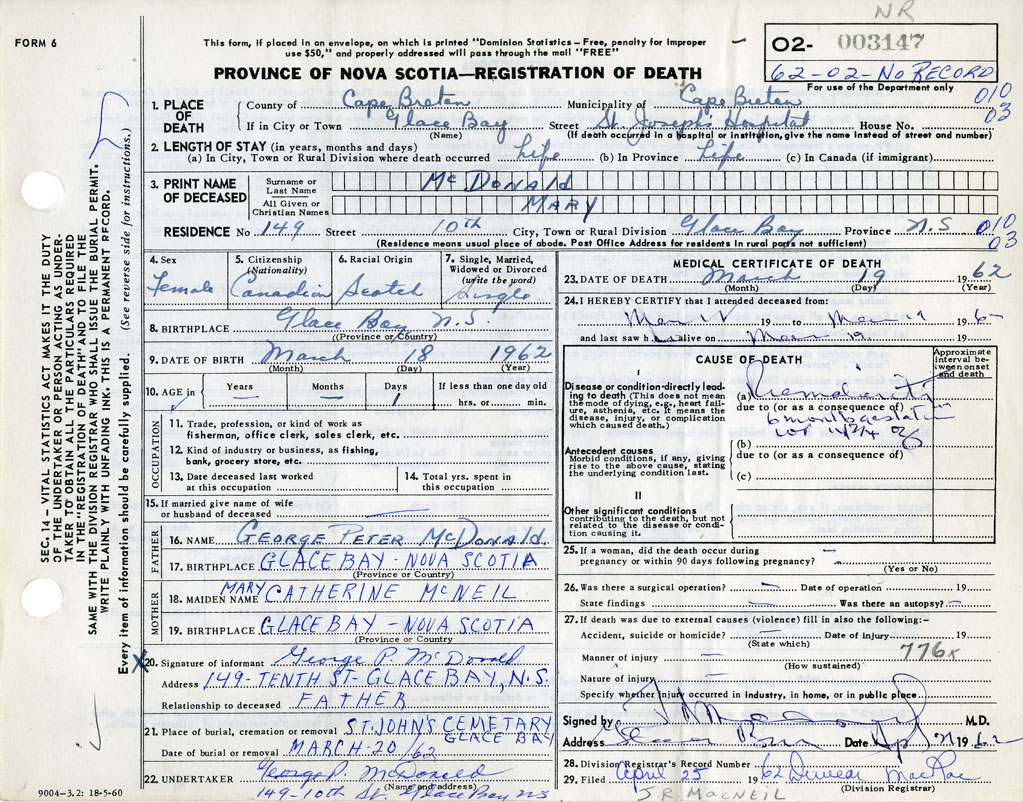 NR
FORM 6
This form, if placed in an envelope, on which is printed "Dominion Statistics – Free, penalty for improper
use $50," and properly addressed will pass through the mail "FREE"
O2- 003147
62-02-No RECORD
For use of the Department only
PROVINCE OF NOVA SCOTIA—REGISTRATION OF DEATH
010
03
1. PLACE OF DEATH
County of Cape Breton Municipality of Cape Breton
If in City or Town Glace Bay Street St. Joseph's Hospital House No.
(Name) (If death occurred in a hospital or institution, give the name instead of street and number)
2. LENGTH OF STAY (in years, months and days)
(a) In City, Town or Rural Division where death occurred Life (b) In Province Life (c) In Canada (if immigrant)
3. PRINT NAME OF DECEASED
Surname or Last Name McDonald
All Given or Christian Names MARY
RESIDENCE No 149 Street 10th City, Town or Rural Division Glace Bay Province N.S
010
03
(Residence means usual place of abode. Post Office Address for residents in rural parts not sufficient)
4. Sex
Female
5. Citizenship
(Nationality)
Canadian
6. Racial Origin
Scotch
7. Single, Married,
Widowed or Divorced
(write the word)
Single
8. BIRTHPLACE Glace Bay N.S.
(Province or Country)
9. DATE OF BIRTH March 18 1962
(Month) (Day) (Year)
10. AGE in
Years Months Days If less than one day old
1 hrs. or min.
OCCUPATION
11. Trade, profession, or kind of work as
fisherman, office clerk, sales clerk, etc.
12. Kind of industry or business, as fishing,
bank, grocery store, etc.
13. Date deceased last worked
at this occupation
14. Total yrs. spent in
this occupation
15. If married give name of wife
or husband of deceased
FATHER
16. NAME GEORGE PETER McDONALD.
17. BIRTHPLACE GLACE BAY - NOVA SCOTIA
(Province or Country)
MOTHER
18. MAIDEN NAME MARY CATHERINE McNEIL
19. BIRTHPLACE GLACE BAY - NOVA SCOTIA
(Province or Country
X 20. Signature of informant George P. McDonald
Address 149-TENTH ST- GLACE BAY, N.S.
Relationship to deceased FATHER
21. Place of burial, cremation or removal ST. JOHN'S CEMETARY
GLACE BAY
Date of burial or removal MARCH-20/62
22. UNDERTAKER George P. McDonald
(Name and address)
149-10th St. Glace Bay NS
9004-3.2: 18-5-60
MEDICAL CERTIFICATE OF DEATH
23. DATE OF DEATH March 19 1962
(Month) (Day) (Year)
24. I HEREBY CERTIFY that I attended deceased from:
19 to 19
and last saw h alive on
CAUSE OF DEATH
Approximate
interval be-
tween onset
and death
I
Disease or condition directly lead-
ing to death (This does not mean
the mode of dying, e.g., heart fail-
ure, asthenia, etc. It means the
disease, injury, or complication
which caused death.)
(a) Prematurity
due to (or as a consequence of)
6 month gestation
(b)
due to (or as a consequence of)
(c)
Antecedent causes
Morbid conditions, if any, giving
rise to the above cause, stating
the underlying condition last.
II
Other significant conditions
contributing to the death, but not
related to the disease or condi-
tion causing it.
25. If a woman, did the death occur during
pregnancy or within 90 days following pregnancy?
(Yes or No)
26. Was there a surgical operation? Date of operation 19
State findings Was there an autopsy?
27. If death was due to external causes (violence) fill in also the following:-
Accident, suicide or homicide? Date of injury 19
(State which)
776x
Manner of injury
(How sustained)
Nature of injury
Specify whether injury occurred in industry, in home, or in public place
Signed by M.D.
Address Glace Bay Date 1962
28. Division Registrar's Record Number
29. Filed April 25 1962
(Division Registrar)
J.R. MACNEIL
SEC. 14 – VITAL STATISTICS ACT MAKES IT THE DUTY
OF THE UNDERTAKER OR PERSON ACTING AS UNDER-
TAKER TO OBTAIN ALL THE PARTICULARS REQUIRED
IN THE "REGISTRATION OF DEATH" AND TO FILE THE
SAME WITH THE DIVISION REGISTRAR WHO SHALL ISSUE THE BURIAL PERMIT.
WRITE PLAINLY WITH UNFADING INK. THIS IS A PERMANENT RECORD.
Every item of information should be carefully supplied. (See reverse side for instructions.)